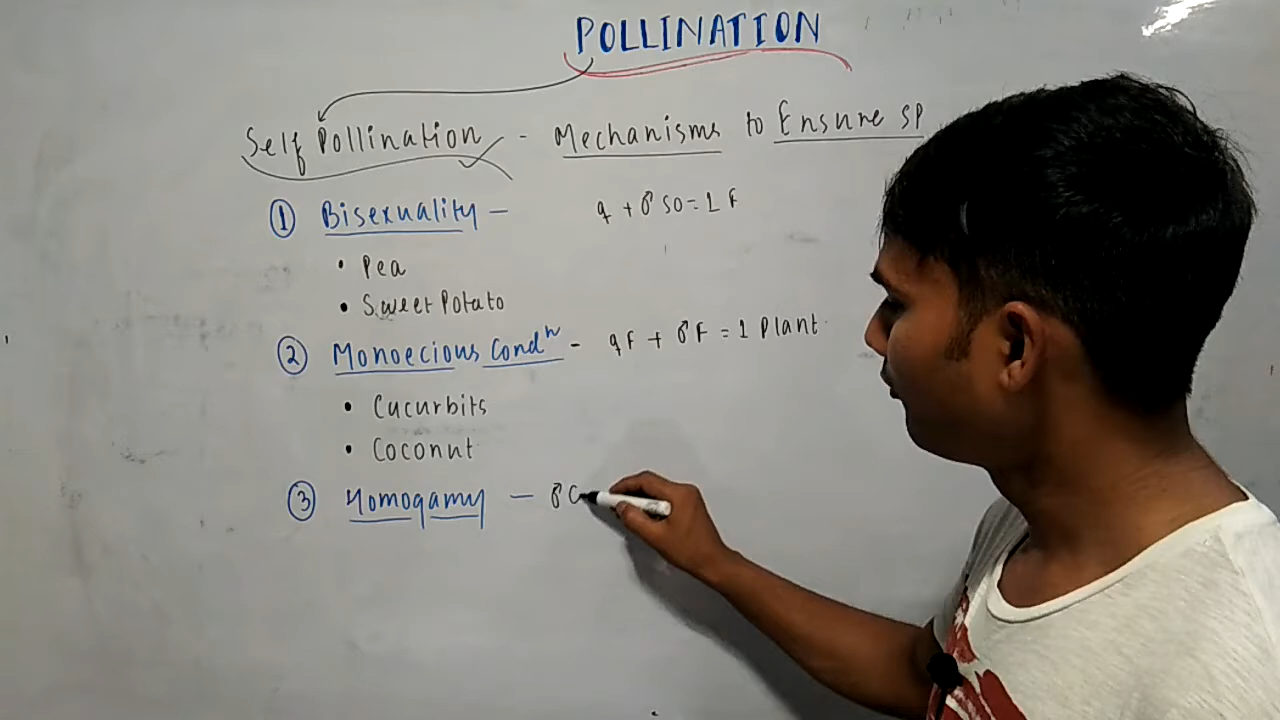 POLLINATION
Self Pollination - Mechanisms to Ensure SP
① Bisexuality - ♀ + ♂ SO = 1 F
• Pea
• Sweet Potato
② Monoecious Condⁿ - ♀F + ♂F = 1 Plant
• Cucurbits
• Coconut
③ Homogamy - ♂